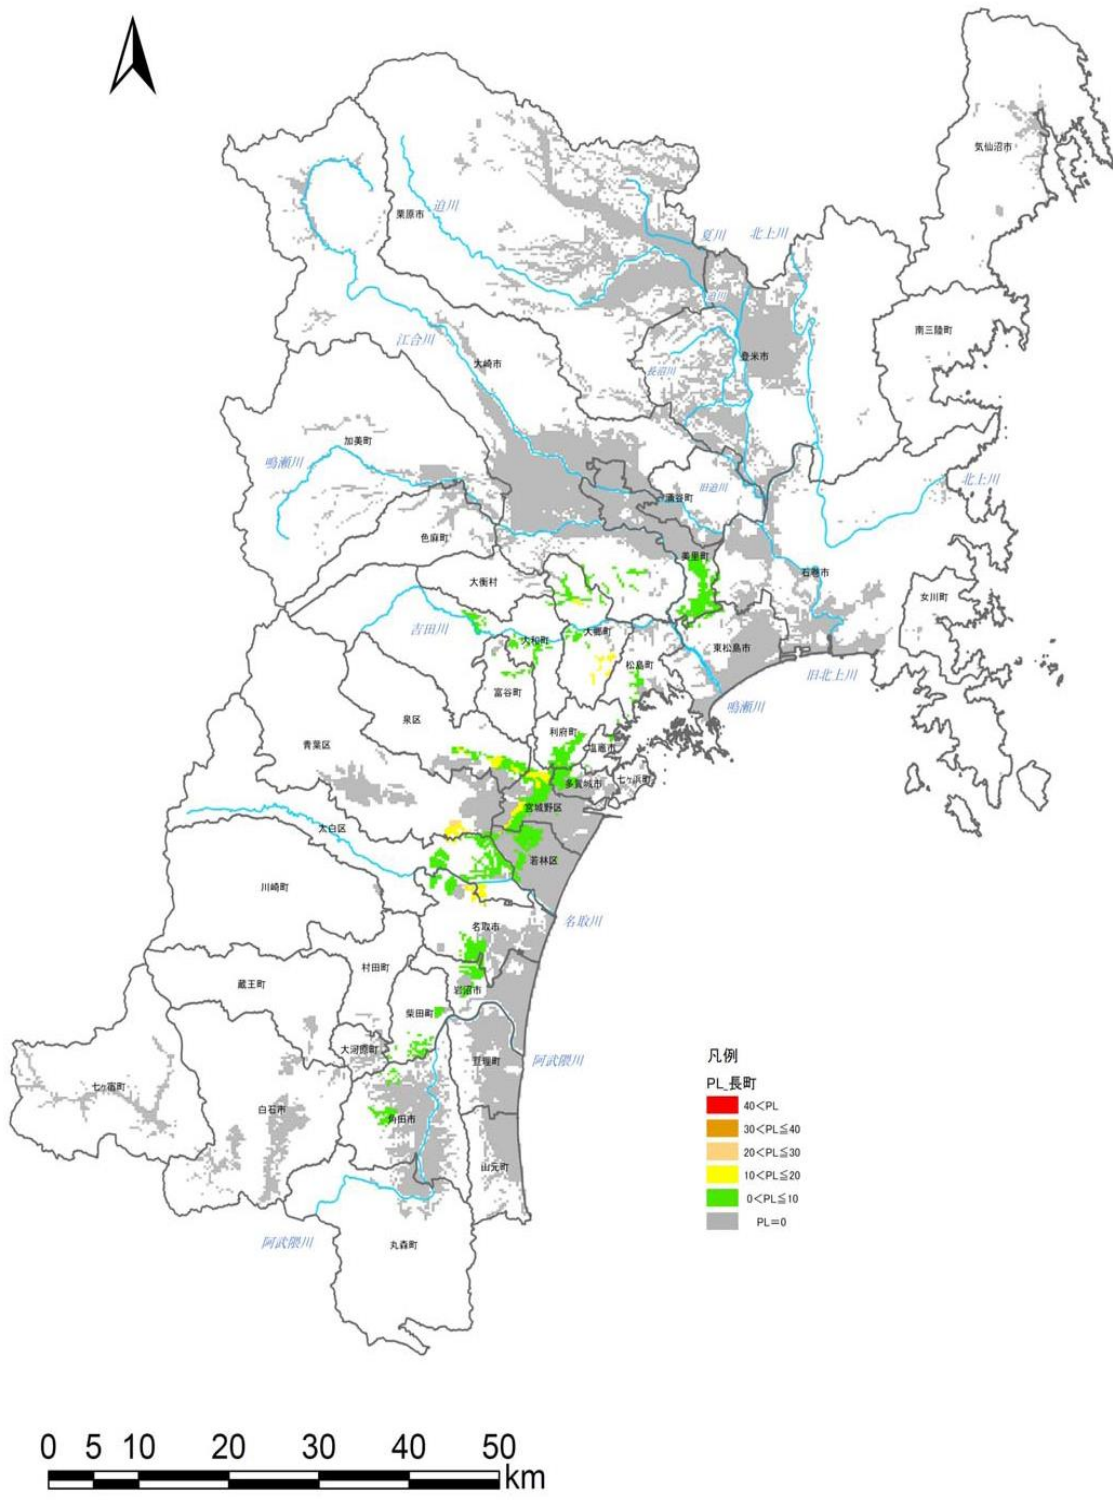 気仙沼市
栗原市
迫川
夏川
北上川
迫川
南三陸町
江合川
登米市
大崎市
長沼川
加美町
鳴瀬川
北上川
旧迫川
涌谷町
色麻町
美里町
石巻市
大衡村
女川町
吉田川
大和町
大郷町
東松島市
松島町
旧北上川
富谷町
鳴瀬川
泉区
利府町
青葉区
塩竈市
七ヶ浜町
多賀城市
宮城野区
太白区
若林区
川崎町
名取川
名取市
村田町
蔵王町
岩沼市
柴田町
大河原町
亘理町
阿武隈川
七ヶ宿町
白石市
角田市
山元町
阿武隈川
丸森町
凡例
PL_長町
40<PL
30<PL≦40
20<PL≦30
10<PL≦20
0<PL≦10
PL=0
0 5 10 20 30 40 50
km